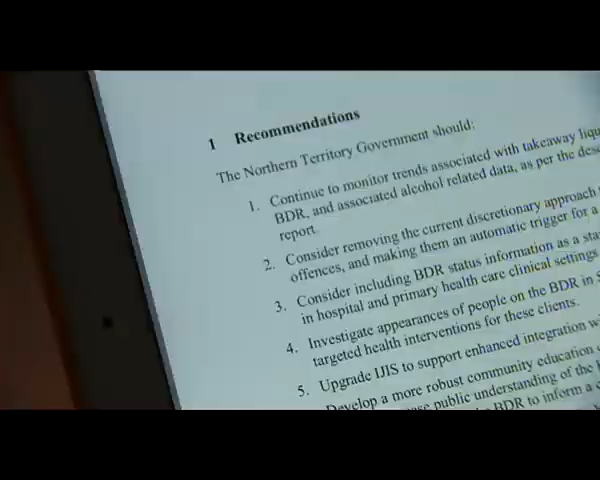 1 Recommendations
The Northern Territory Government should:
1. Continue to monitor trends associated with takeaway
BDR, and associated alcohol related data, as per the
report.
2. Consider removing the current discretionary approach
offences, and making them an automatic trigger for a
3. Consider including BDR status information as a
in hospital and primary health care clinical settings
4. Investigate appearances of people on the BDR in
targeted health interventions for these clients.
5. Upgrade IJIS to support enhanced integration
Develop a more robust community education
public understanding of the
BDR to inform a